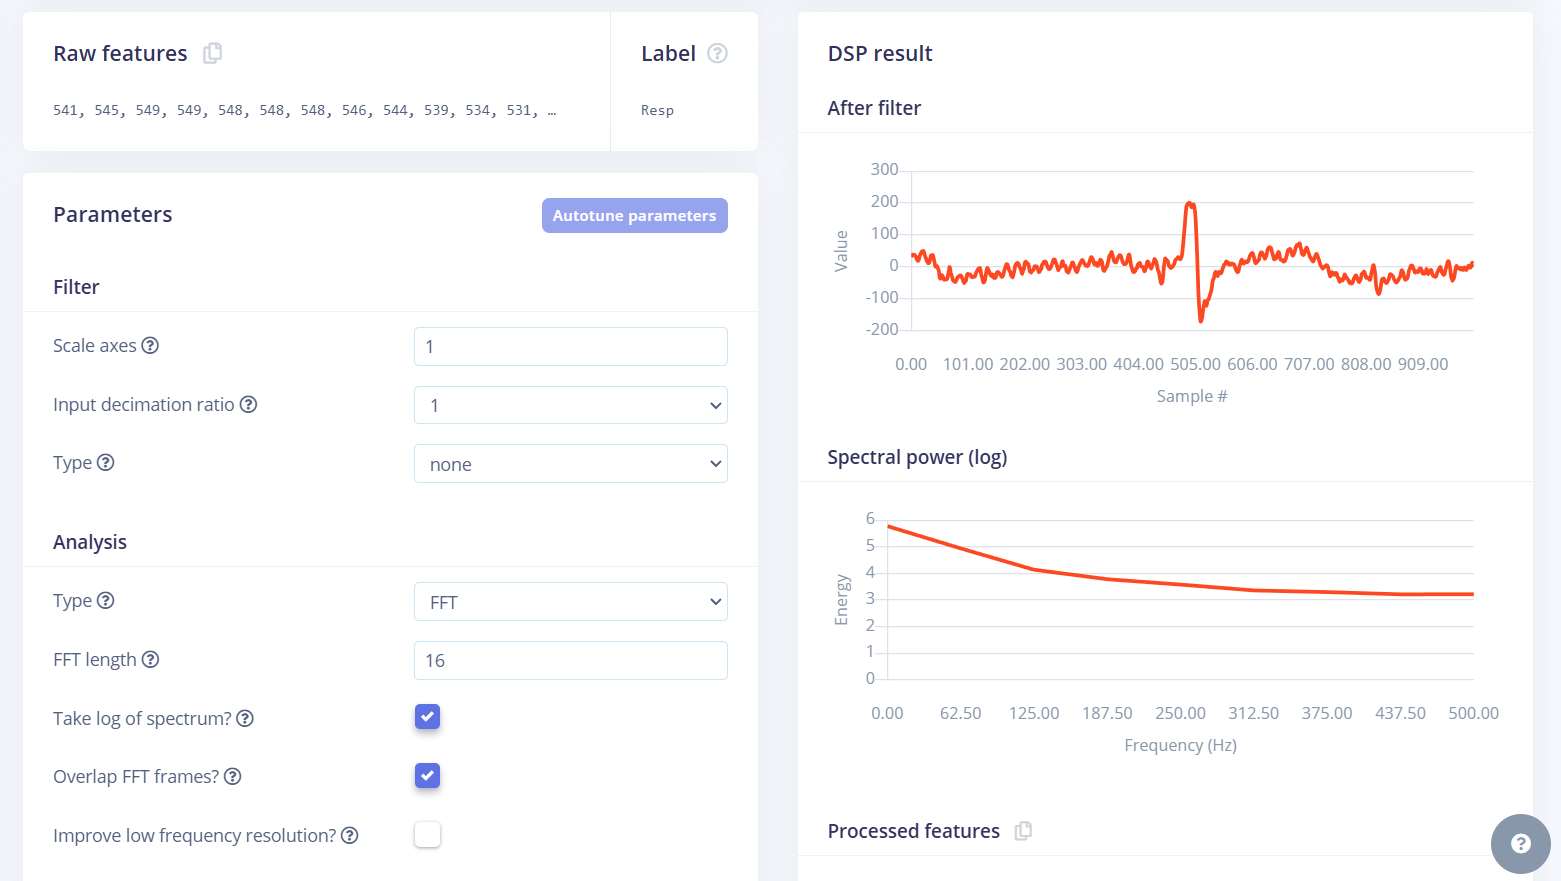 Raw features
541, 545, 549, 549, 548, 548, 548, 546, 544, 539, 534, 531, …
Label
Resp
Parameters
Autotune parameters
Filter
Scale axes
1
Input decimation ratio
1
Type
none
Analysis
Type
FFT
FFT length
16
Take log of spectrum?
Overlap FFT frames?
Improve low frequency resolution?
DSP result
After filter
300
200
100
0
-100
-200
Value
0.00 101.00 202.00 303.00 404.00 505.00 606.00 707.00 808.00 909.00
Sample #
Spectral power (log)
6
5
4
3
2
1
0
Energy
0.00 62.50 125.00 187.50 250.00 312.50 375.00 437.50 500.00
Frequency (Hz)
Processed features